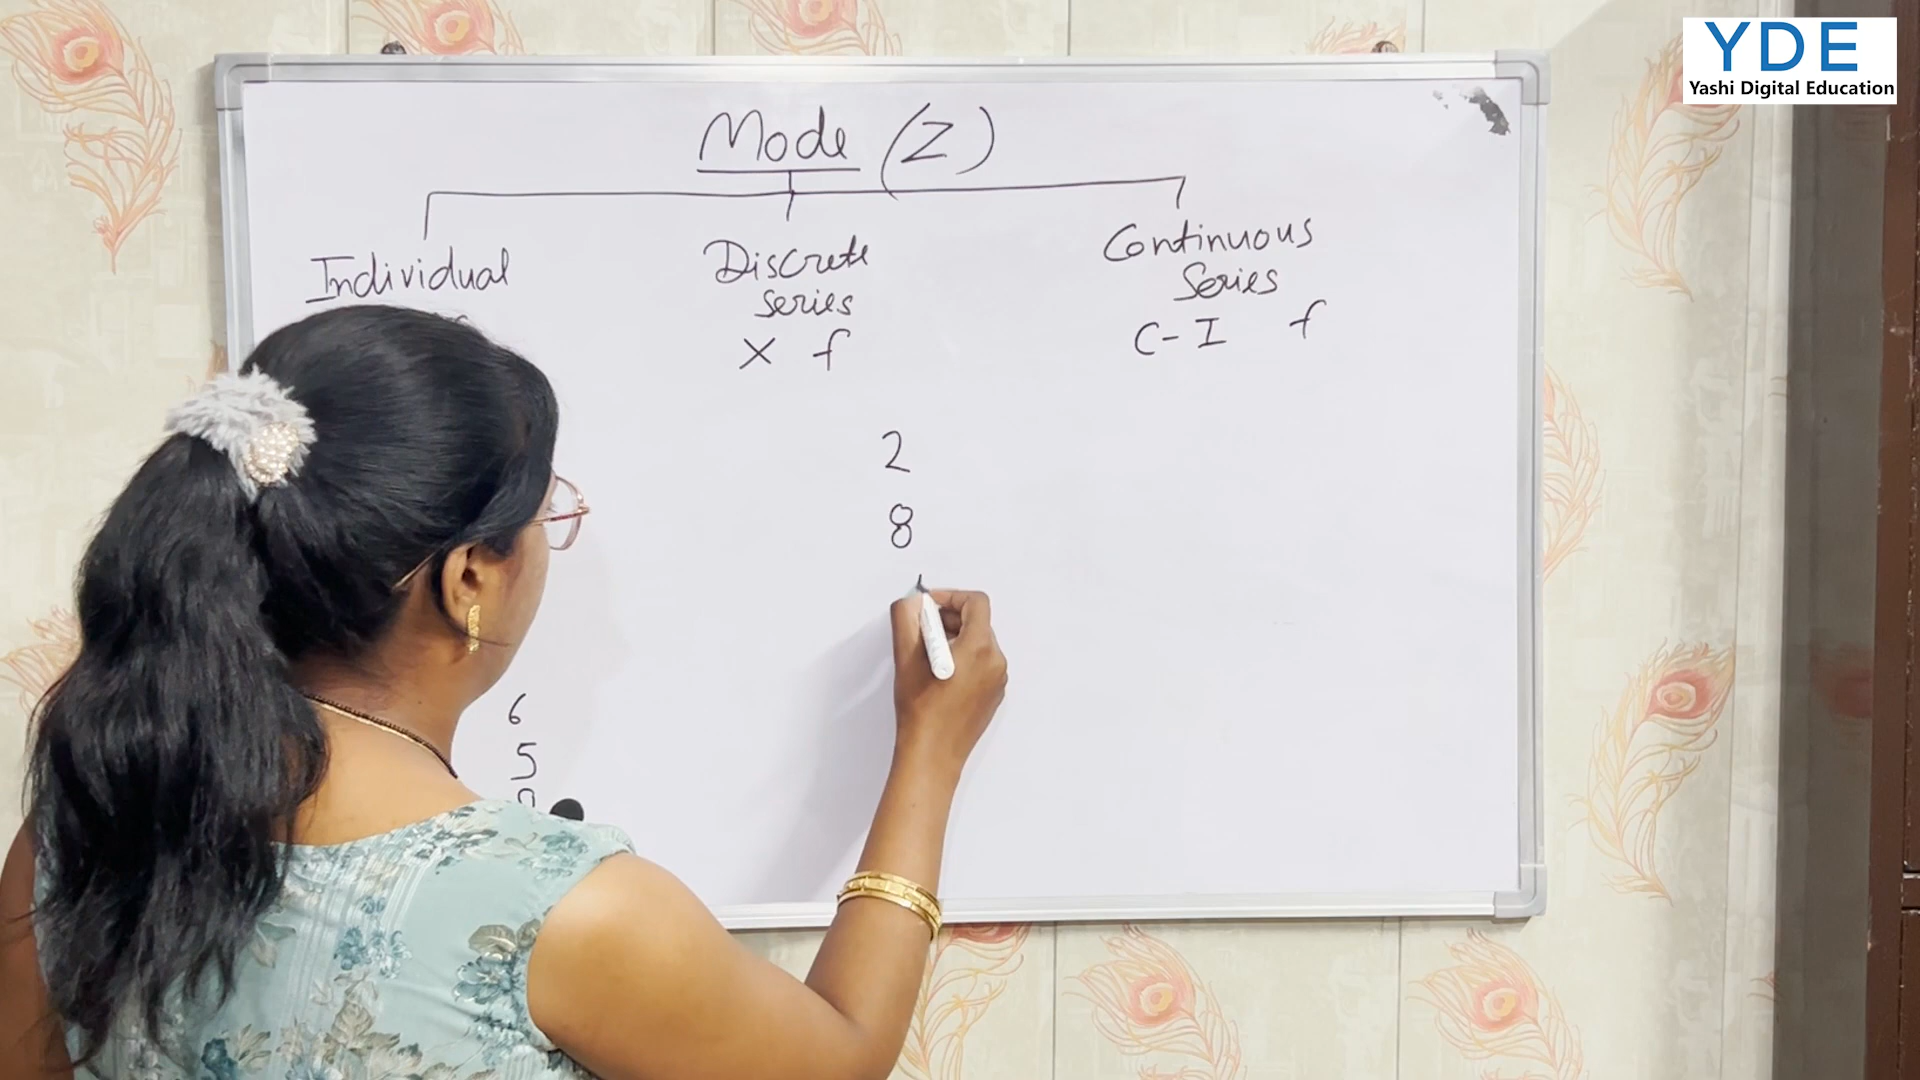 YDE
Yashi Digital Education
Mode (Z)
Individual
Discrete
series
X f
Continuous
Series
C-I f
2
8
6
5